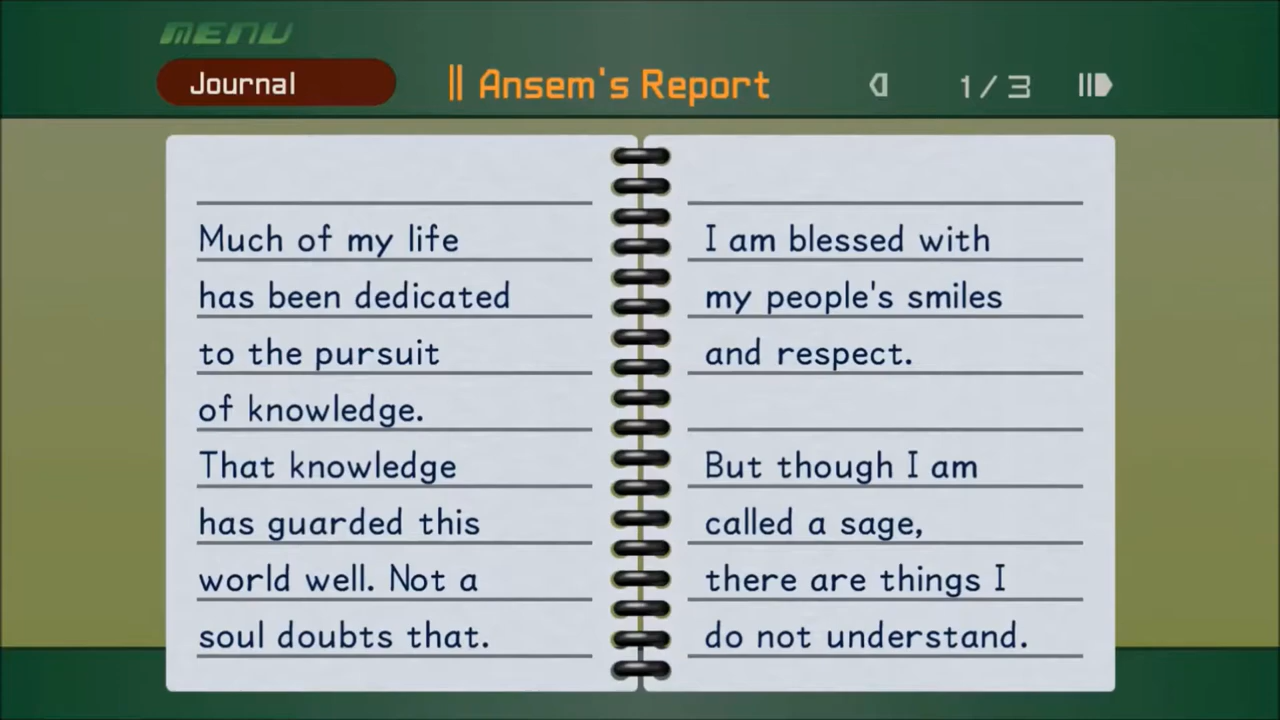 MENU
Journal
Ansem's Report
1/3
Much of my life
has been dedicated
to the pursuit
of knowledge.
That knowledge
has guarded this
world well. Not a
soul doubts that.
I am blessed with
my people's smiles
and respect.
But though I am
called a sage,
there are things I
do not understand.